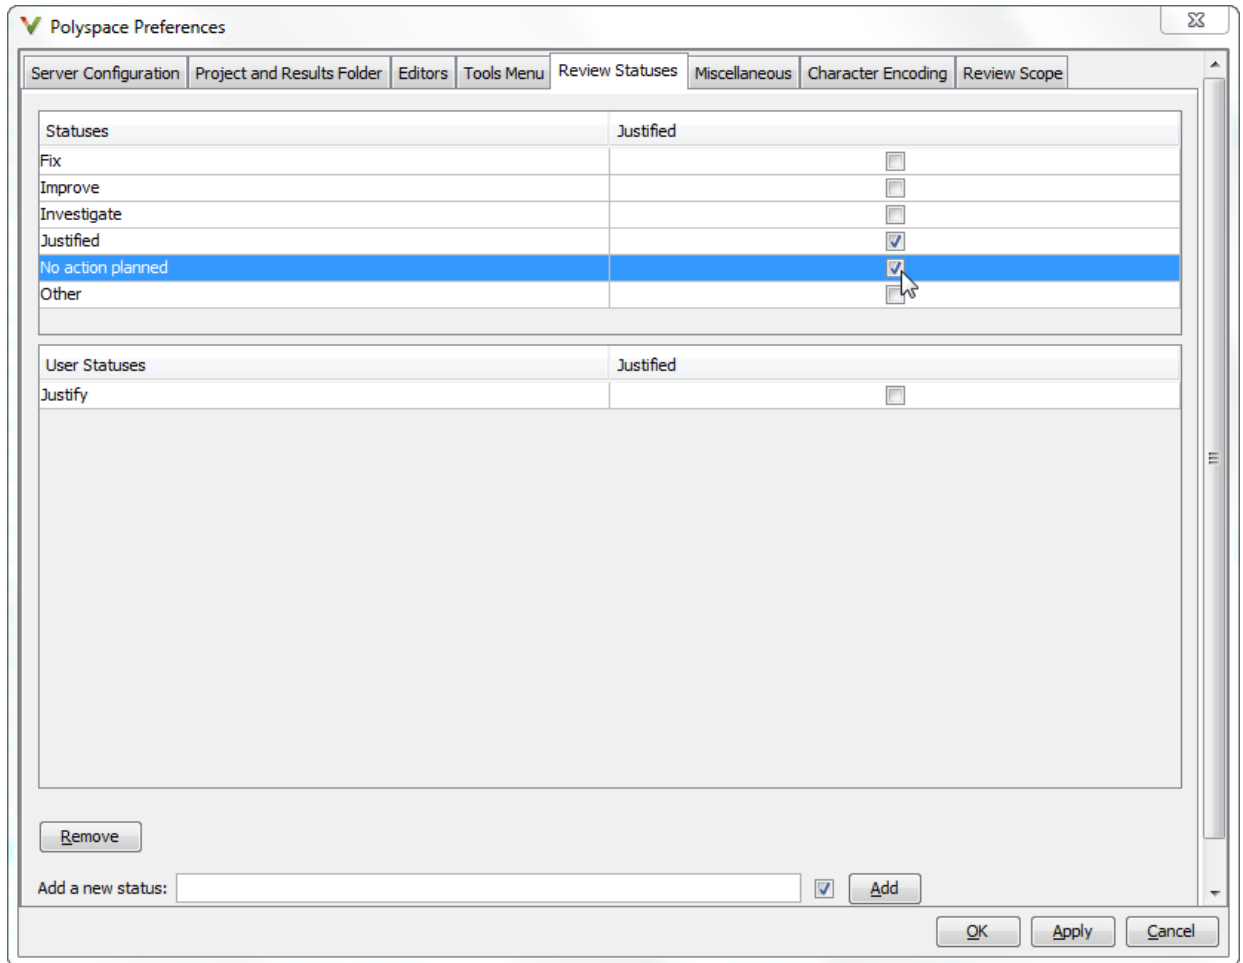 Polyspace Preferences
Server Configuration Project and Results Folder Editors Tools Menu Review Statuses Miscellaneous Character Encoding Review Scope
Statuses Justified
Fix
Improve
Investigate
Justified
No action planned
Other
User Statuses Justified
Justify
Remove
Add a new status: Add
OK Apply Cancel